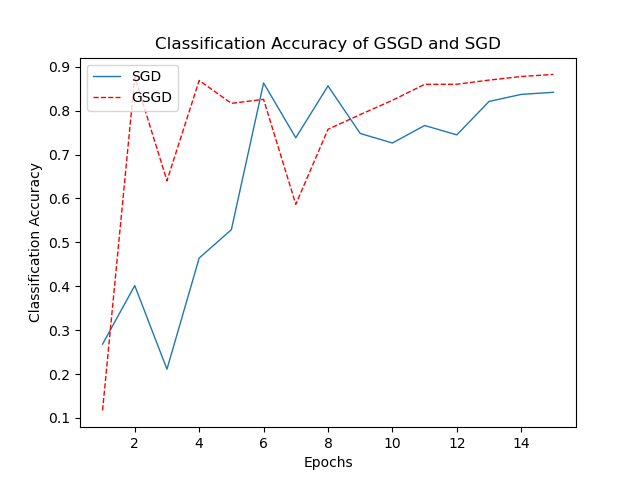 Classification Accuracy of GSGD and SGD
SGD
GSGD
0.9
0.8
0.7
0.6
0.5
0.4
0.3
0.2
0.1
Classification Accuracy
2 4 6 8 10 12 14
Epochs